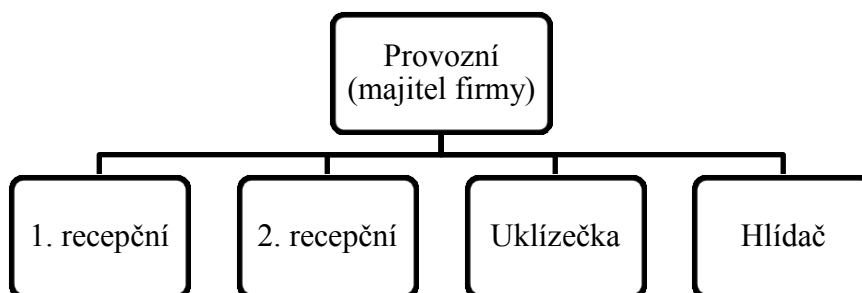 Provozní
(majitel firmy)
1. recepční
2. recepční
Uklízečka
Hlídač